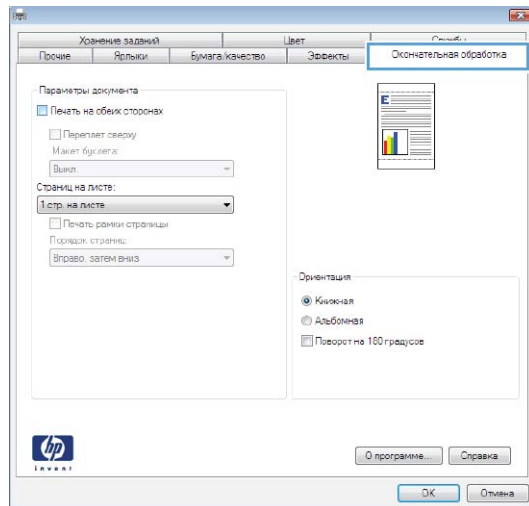 Хранение заданий Цвет Службы
Прочие Ярлыки Бумага/качество Эффекты Окончательная обработка
Параметры документа
Печать на обеих сторонах
Переплет сверху
Макет буклета:
Выкл.
Страниц на листе:
1 стр. на листе
Печать рамки страницы
Порядок страниц:
Вправо, затем вниз
Ориентация
Книжная
Альбомная
Поворот на 180 градусов
hp
invent
О программе... Справка
OK Отмена